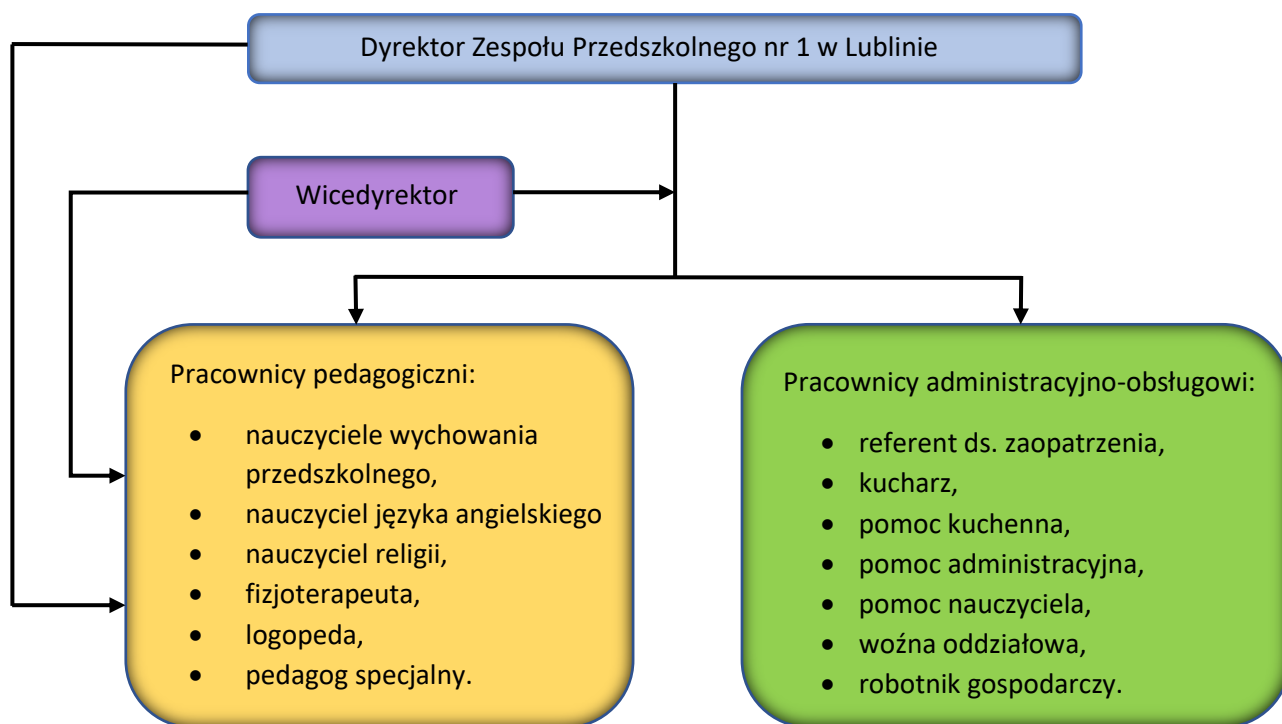 Dyrektor Zespołu Przedszkolnego nr 1 w Lublinie
Wicedyrektor
Pracownicy pedagogiczni:
• nauczyciele wychowania
przedszkolnego,
• nauczyciel języka angielskiego
• nauczyciel religii,
• fizjoterapeuta,
• logopeda,
• pedagog specjalny.
Pracownicy administracyjno-obsługowi:
• referent ds. zaopatrzenia,
• kucharz,
• pomoc kuchenna,
• pomoc administracyjna,
• pomoc nauczyciela,
• woźna oddziałowa,
• robotnik gospodarczy.